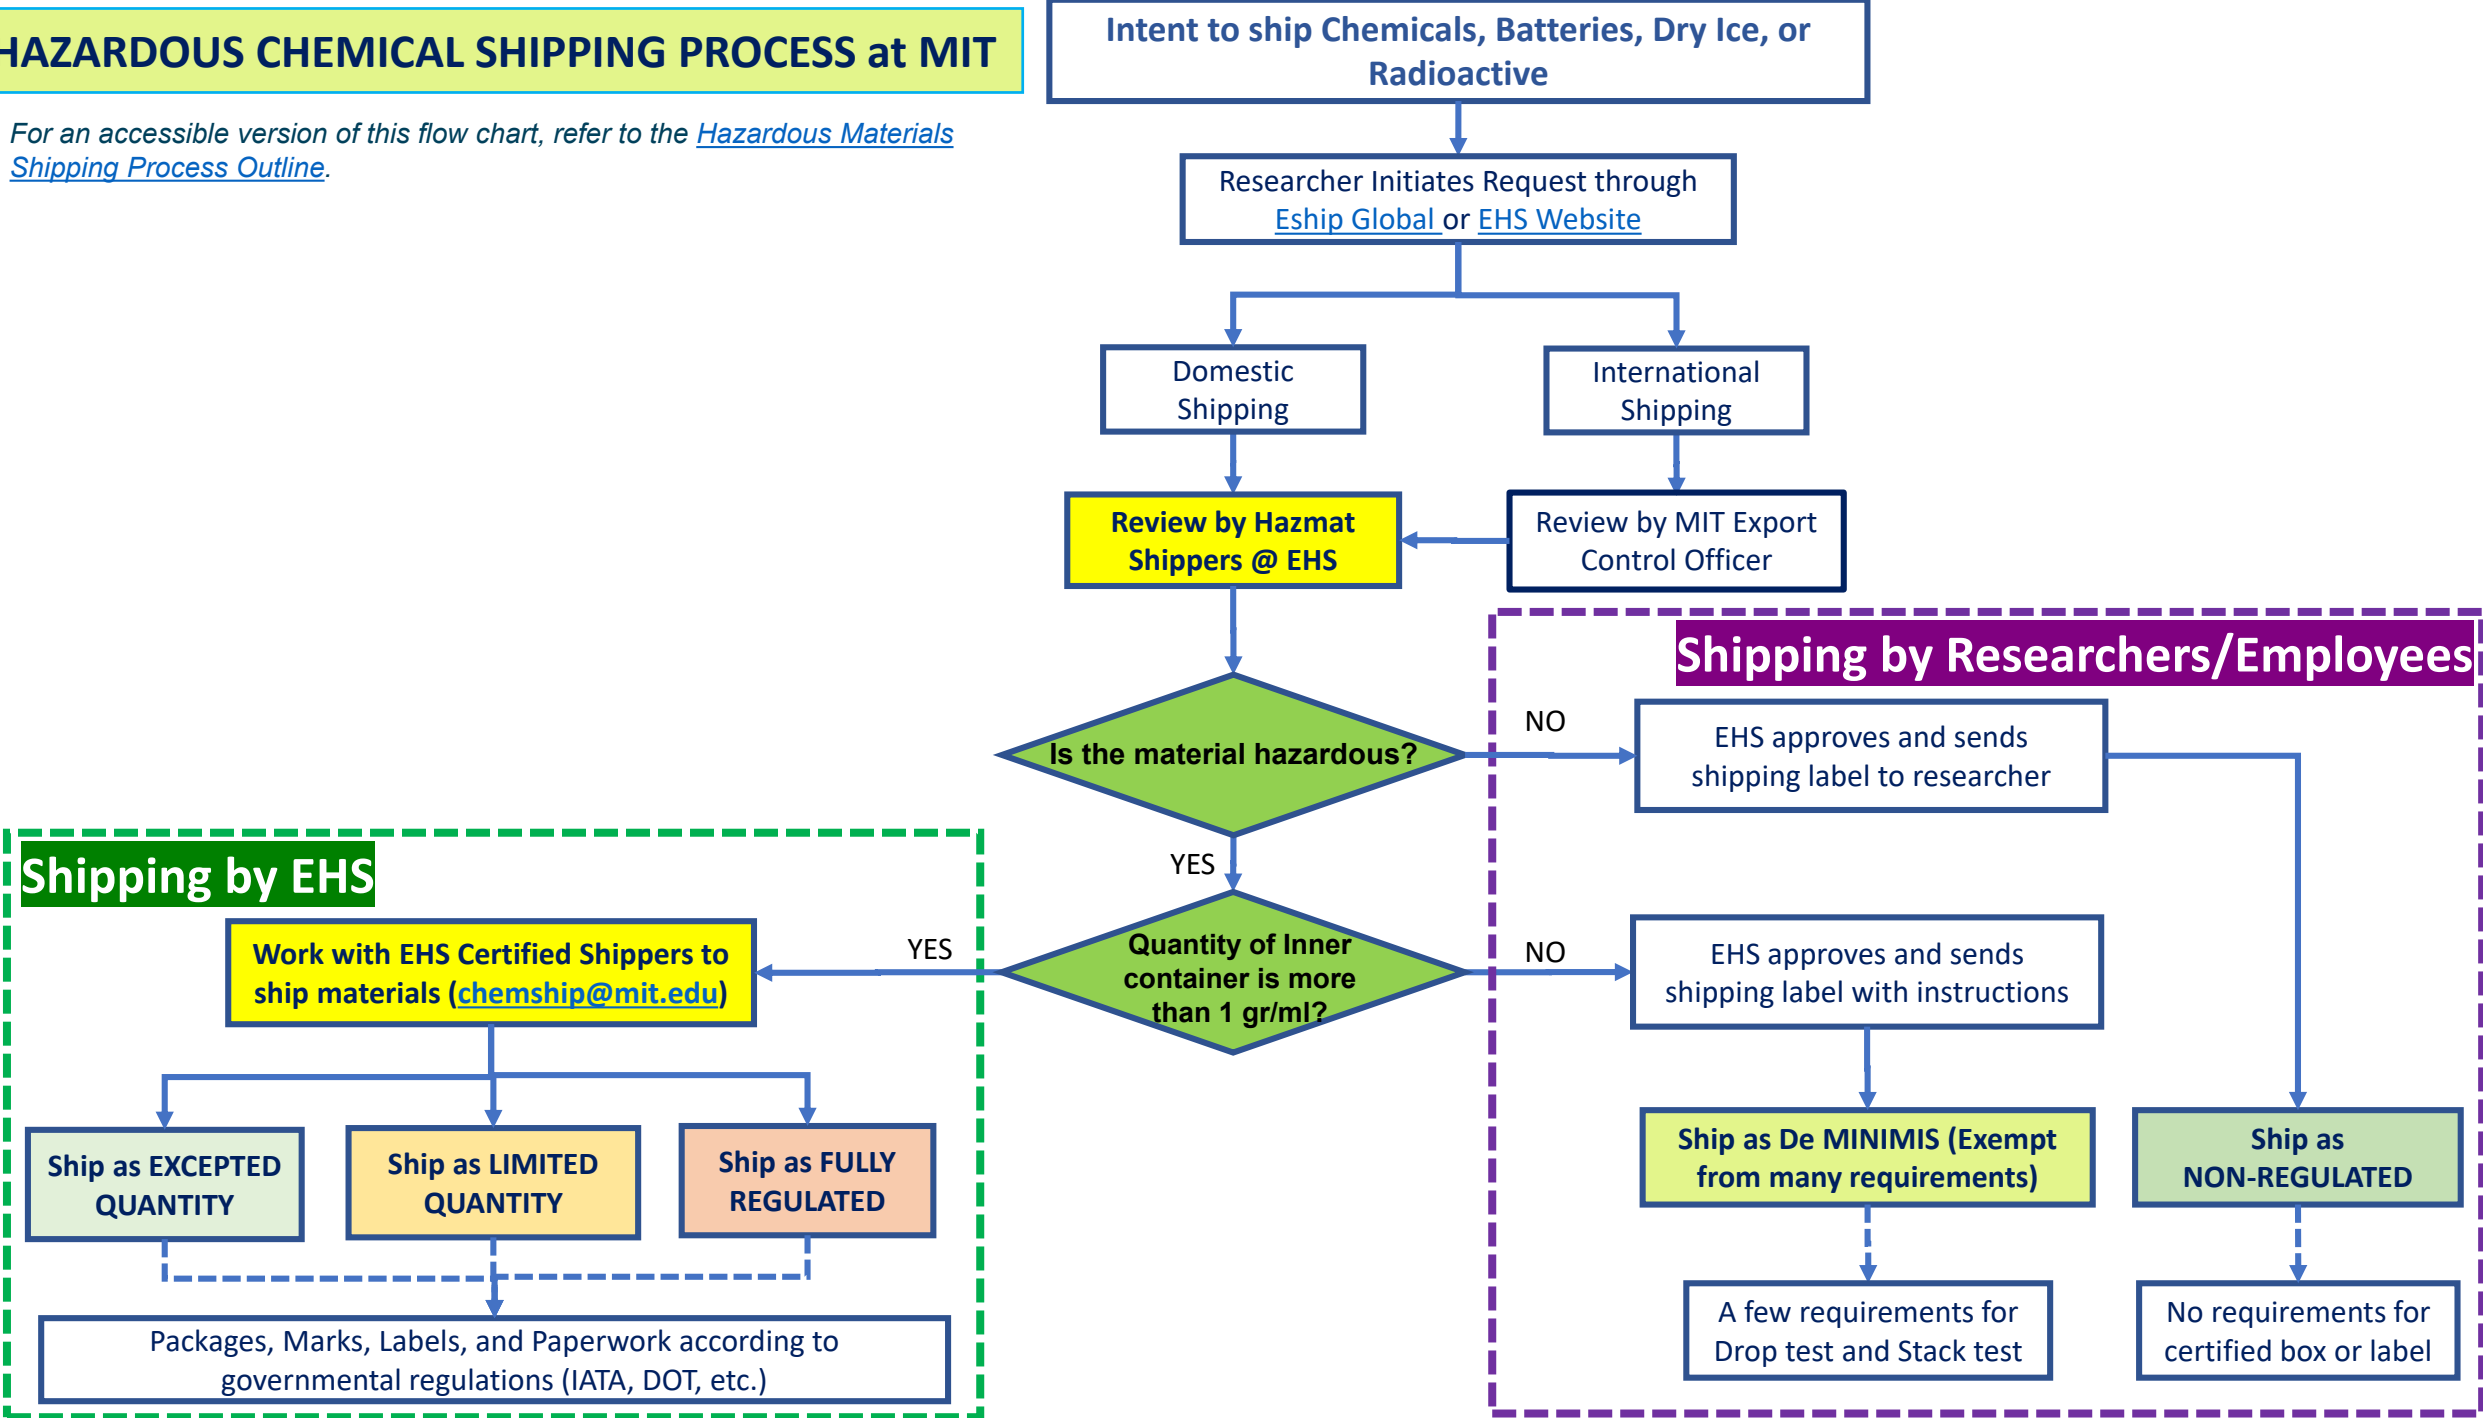 HAZARDOUS CHEMICAL SHIPPING PROCESS at MIT
For an accessible version of this flow chart, refer to the Hazardous Materials
Shipping Process Outline.
Intent to ship Chemicals, Batteries, Dry Ice, or
Radioactive
Researcher Initiates Request through
Eship Global or EHS Website
Domestic
Shipping
International
Shipping
Review by Hazmat
Shippers @ EHS
Review by MIT Export
Control Officer
Shipping by Researchers/Employees
Is the material hazardous?
NO
EHS approves and sends
shipping label to researcher
YES
Shipping by EHS
Work with EHS Certified Shippers to
ship materials (chemship@mit.edu)
YES
Quantity of Inner
container is more
than 1 gr/ml?
NO
EHS approves and sends
shipping label with instructions
Ship as EXCEPTED
QUANTITY
Ship as LIMITED
QUANTITY
Ship as FULLY
REGULATED
Ship as De MINIMIS (Exempt
from many requirements)
Ship as
NON-REGULATED
Packages, Marks, Labels, and Paperwork according to
governmental regulations (IATA, DOT, etc.)
A few requirements for
Drop test and Stack test
No requirements for
certified box or label